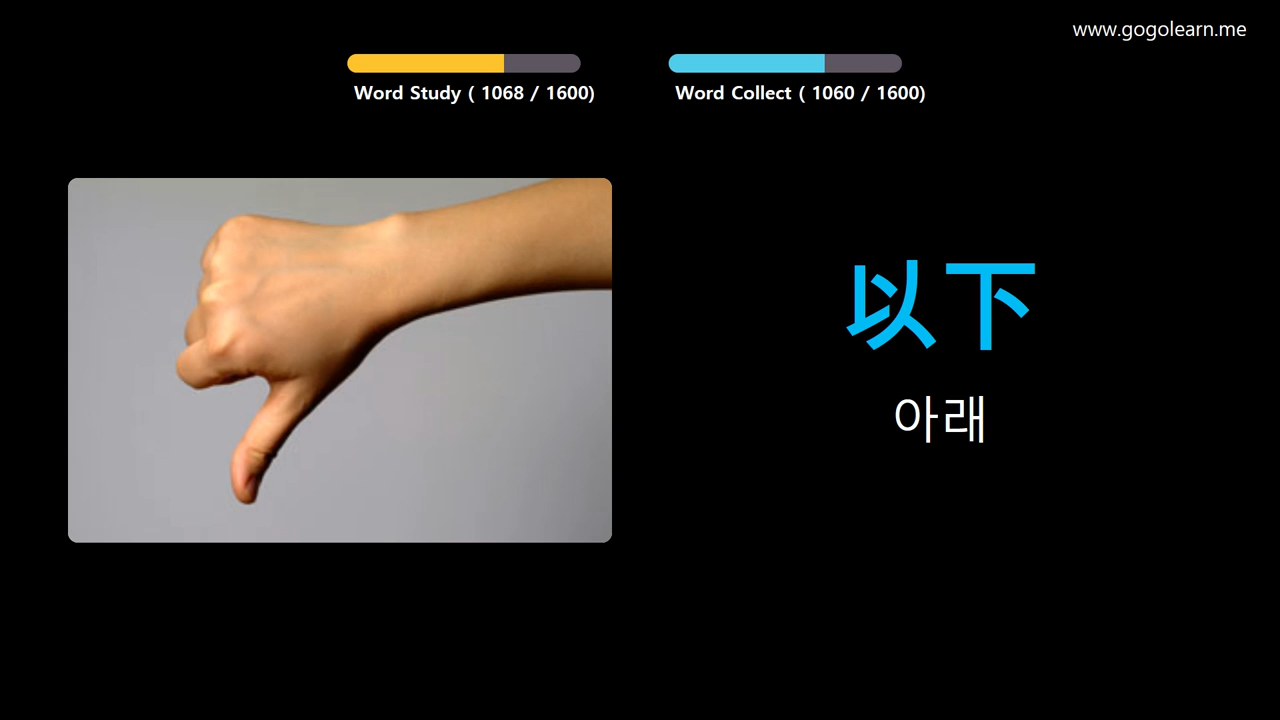 www.gogolearn.me
Word Study ( 1068 / 1600)
Word Collect ( 1060 / 1600)
以下
아래